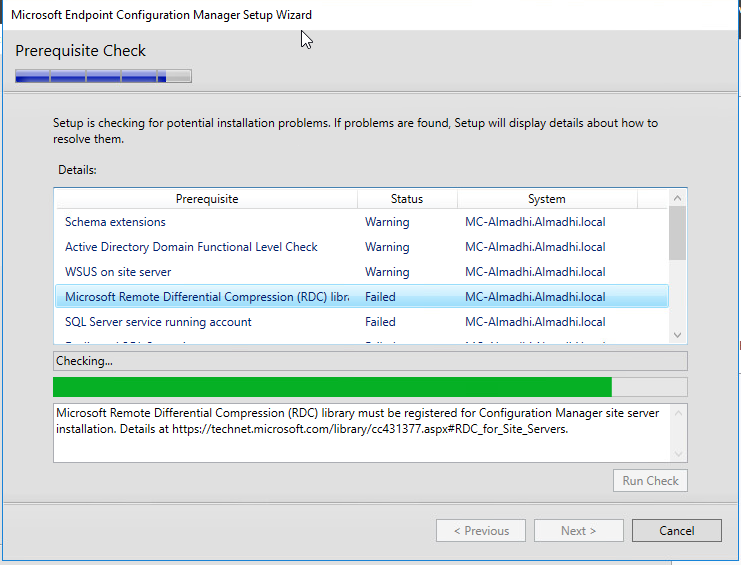 Microsoft Endpoint Configuration Manager Setup Wizard
Prerequisite Check
Setup is checking for potential installation problems. If problems are found, Setup will display details about how to
resolve them.
Details:
Prerequisite Status System
Schema extensions Warning MC-Almadhi.Almadhi.local
Active Directory Domain Functional Level Check Warning MC-Almadhi.Almadhi.local
WSUS on site server Warning MC-Almadhi.Almadhi.local
Microsoft Remote Differential Compression (RDC) libr Failed MC-Almadhi.Almadhi.local
SQL Server service running account Failed MC-Almadhi.Almadhi.local
Checking...
Microsoft Remote Differential Compression (RDC) library must be registered for Configuration Manager site server
installation. Details at https://technet.microsoft.com/library/cc431377.aspx#RDC_for_Site_Servers.
Run Check
< Previous Next > Cancel